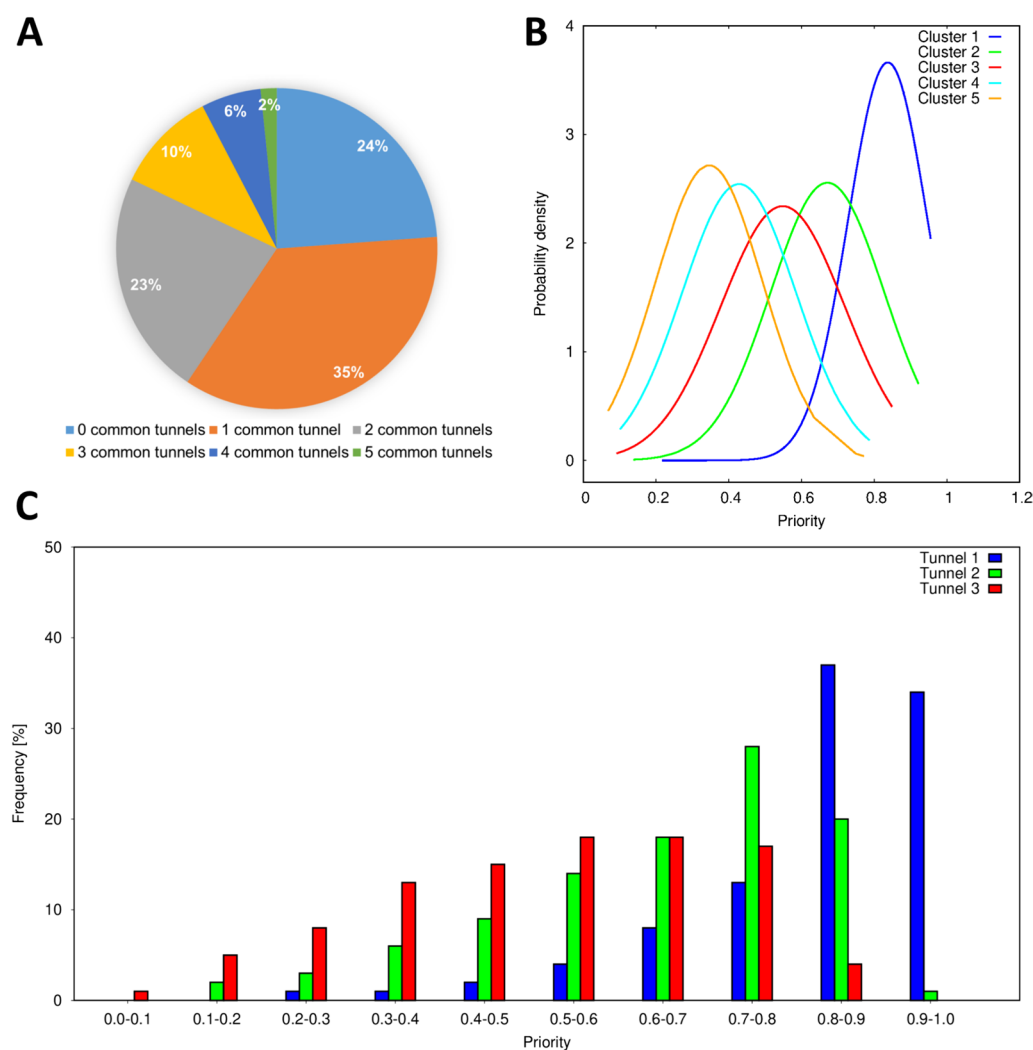 A
24%
35%
23%
10%
6%
2%
0 common tunnels 1 common tunnel 2 common tunnels
3 common tunnels 4 common tunnels 5 common tunnels
B
Cluster 1
Cluster 2
Cluster 3
Cluster 4
Cluster 5
Probability density
4
3
2
1
0
0 0.2 0.4 0.6 0.8 1 1.2
Priority
C
Tunnel 1
Tunnel 2
Tunnel 3
Frequency [%]
50
40
30
20
10
0
0.0-0.1 0.1-0.2 0.2-0.3 0.3-0.4 0.4-0.5 0.5-0.6 0.6-0.7 0.7-0.8 0.8-0.9 0.9-1.0
Priority